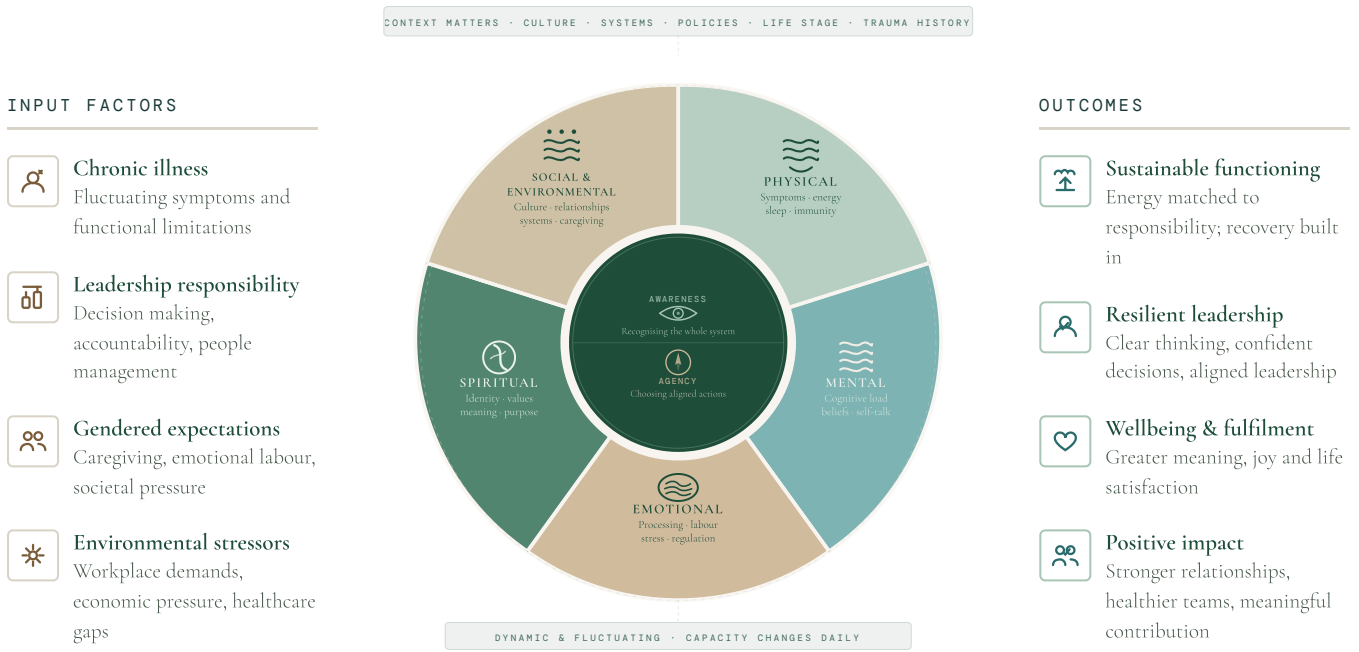 CONTEXT MATTERS · CULTURE · SYSTEMS · POLICIES · LIFE STAGE · TRAUMA HISTORY
INPUT FACTORS
Chronic illness
Fluctuating symptoms and
functional limitations
Leadership responsibility
Decision making,
accountability, people
management
Gendered expectations
Caregiving, emotional labour,
societal pressure
Environmental stressors
Workplace demands,
economic pressure, healthcare
gaps
SOCIAL &
ENVIRONMENTAL
Culture · relationships
systems · caregiving
PHYSICAL
Symptoms · energy
sleep · immunity
AWARENESS
Recognising the whole system
AGENCY
Choosing aligned actions
SPIRITUAL
Identity · values
meaning · purpose
MENTAL
Cognitive load
beliefs · self-talk
EMOTIONAL
Processing · labour
stress · regulation
OUTCOMES
Sustainable functioning
Energy matched to
responsibility; recovery built
in
Resilient leadership
Clear thinking, confident
decisions, aligned leadership
Wellbeing & fulfilment
Greater meaning, joy and life
satisfaction
Positive impact
Stronger relationships,
healthier teams, meaningful
contribution
DYNAMIC & FLUCTUATING · CAPACITY CHANGES DAILY